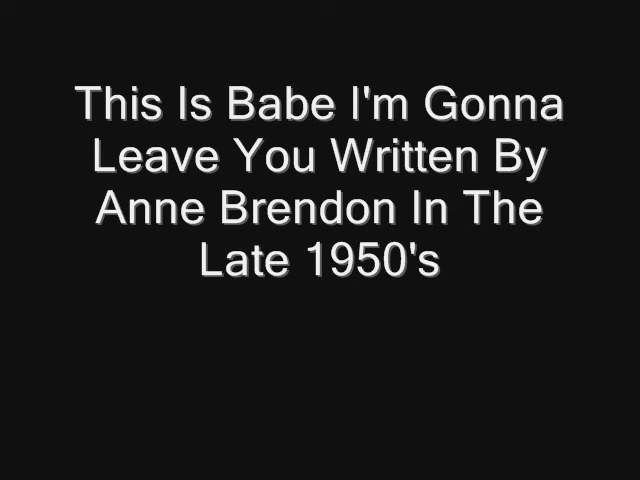 This Is Babe I'm Gonna
Leave You Written By
Anne Brendon In The
Late 1950's